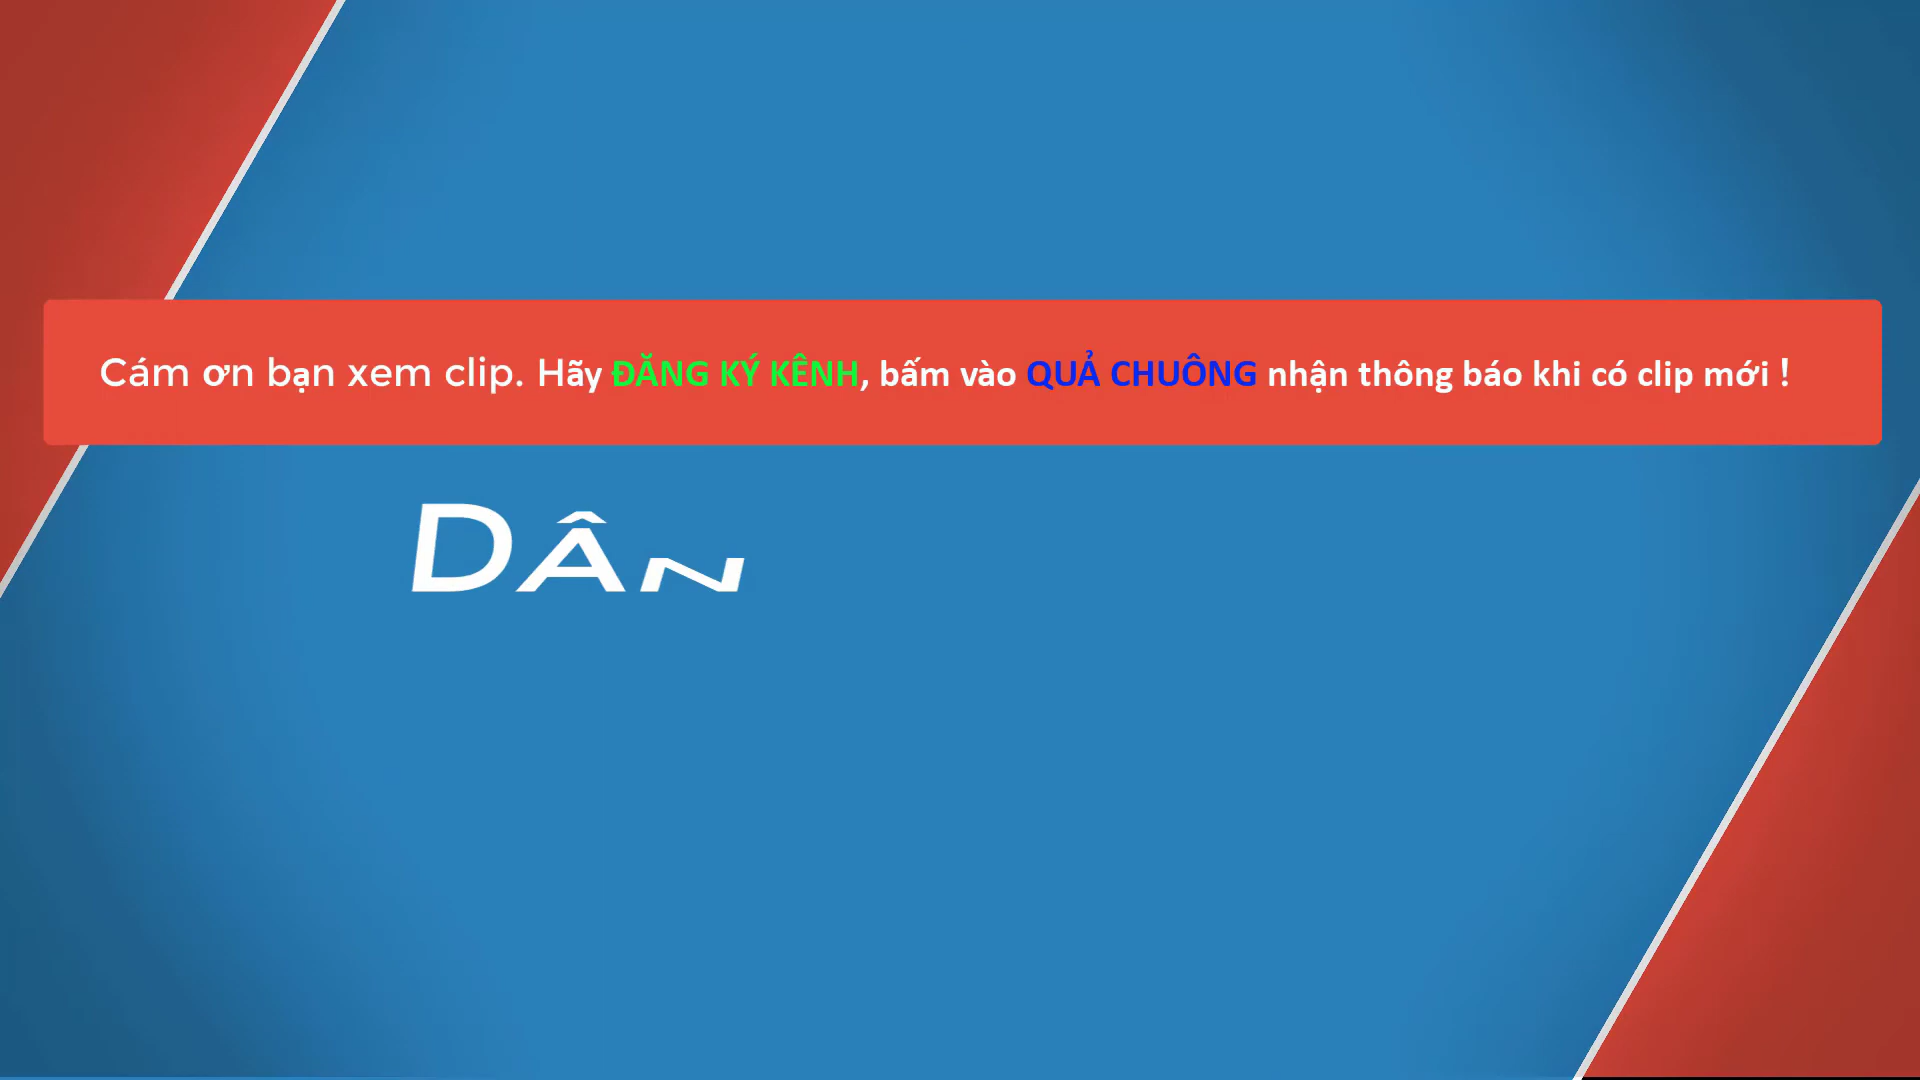 Cám ơn bạn xem clip. Hãy ĐĂNG KÝ KÊNH, bấm vào QUẢ CHUÔNG nhận thông báo khi có clip mới !
DÂN